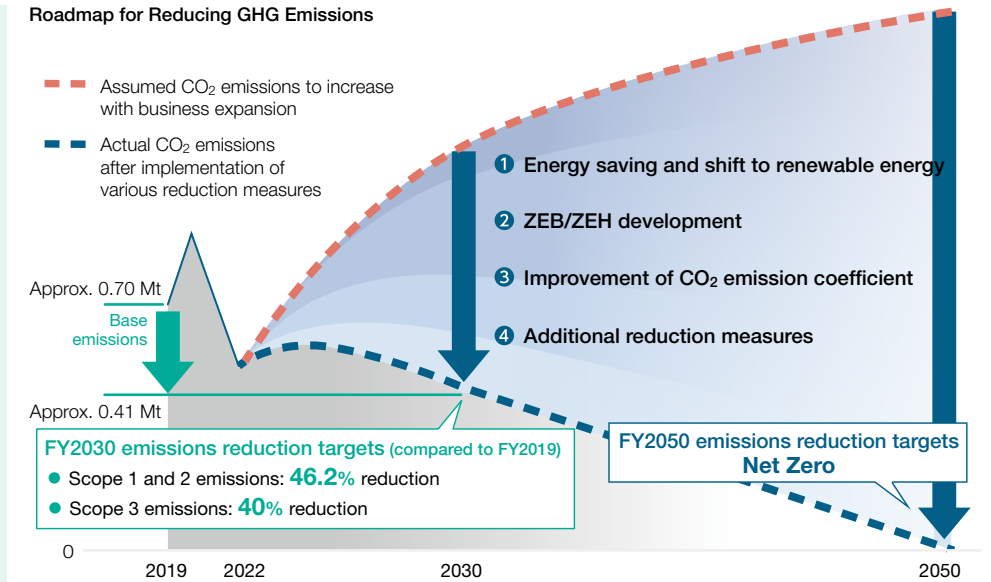 Roadmap for Reducing GHG Emissions
Assumed CO₂ emissions to increase
with business expansion
Actual CO₂ emissions
after implementation of
various reduction measures
❶ Energy saving and shift to renewable energy
❷ ZEB/ZEH development
❸ Improvement of CO₂ emission coefficient
❹ Additional reduction measures
Approx. 0.70 Mt
Base
emissions
Approx. 0.41 Mt
FY2030 emissions reduction targets (compared to FY2019)
● Scope 1 and 2 emissions: 46.2% reduction
● Scope 3 emissions: 40% reduction
FY2050 emissions reduction targets
Net Zero
0
2019 2022 2030 2050